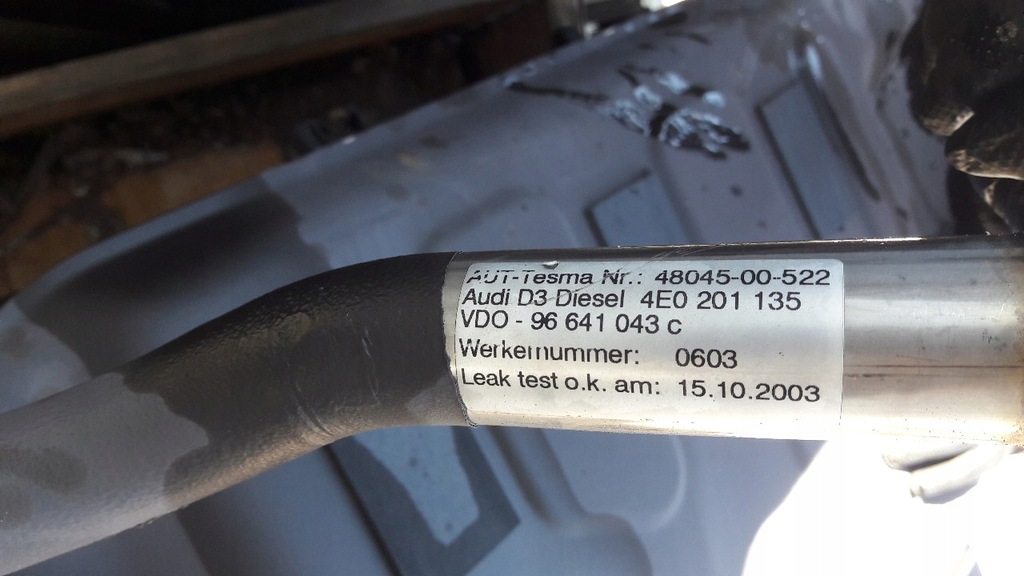 AUT-Tesma Nr.: 48045-00-522
Audi D3 Diesel 4E0 201 135
VDO - 96 641 043 c
Werkernummer: 0603
Leak test o.k. am: 15.10.2003